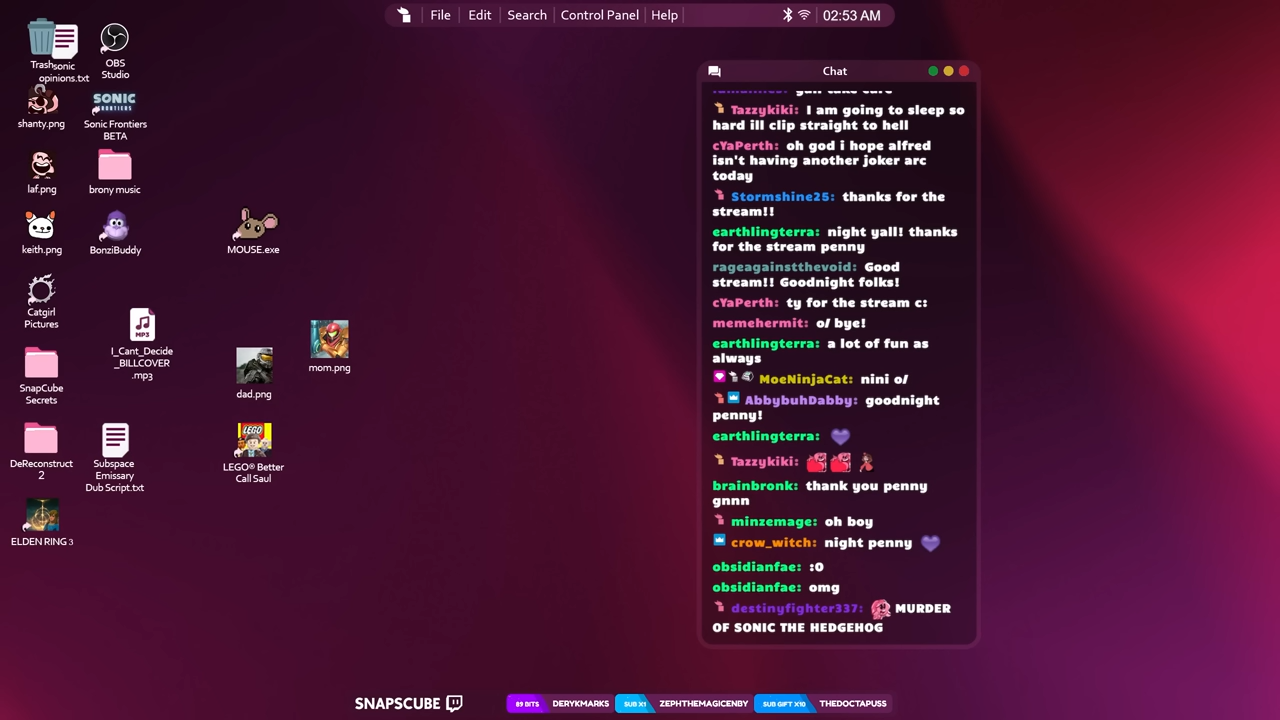 File
Edit
Search
Control Panel
Help
02:53 AM
Trash
sonic
opinions.txt
OBS
Studio
shanty.png
SONIC
FRONTIERS
Sonic Frontiers
BETA
laf.png
brony music
keith.png
BonziBuddy
MOUSE.exe
Catgirl
Pictures
MP3
I_Cant_Decide
_BILLCOVER
.mp3
mom.png
dad.png
SnapCube
Secrets
DeReconstruct
2
Subspace
Emissary
Dub Script.txt
LEGO
LEGO® Better
Call Saul
ELDEN RING 3
Chat
Tazzykiki: I am going to sleep so
hard ill clip straight to hell
cYaPerth: oh god i hope alfred
isn't having another joker arc
today
Stormshine25: thanks for the
stream!!
earthlingterra: night yall! thanks
for the stream penny
rageagainstthevoid: Good
stream!! Goodnight folks!
cYaPerth: ty for the stream c:
memehermit: o/ bye!
earthlingterra: a lot of fun as
always
MoeNinjaCat: nini o/
AbbybuhDabby: goodnight
penny!
earthlingterra:
Tazzykiki:
brainbronk: thank you penny
gnnn
minzemage: oh boy
crow_witch: night penny
obsidianfae: :0
obsidianfae: omg
destinyfighter337: MURDER
OF SONIC THE HEDGEHOG
SNAPSCUBE
89 BITS
DERYKMARKS
SUB X1
ZEPHTHEMAGICENBY
SUB GIFT X10
THEDOCTAPUSS